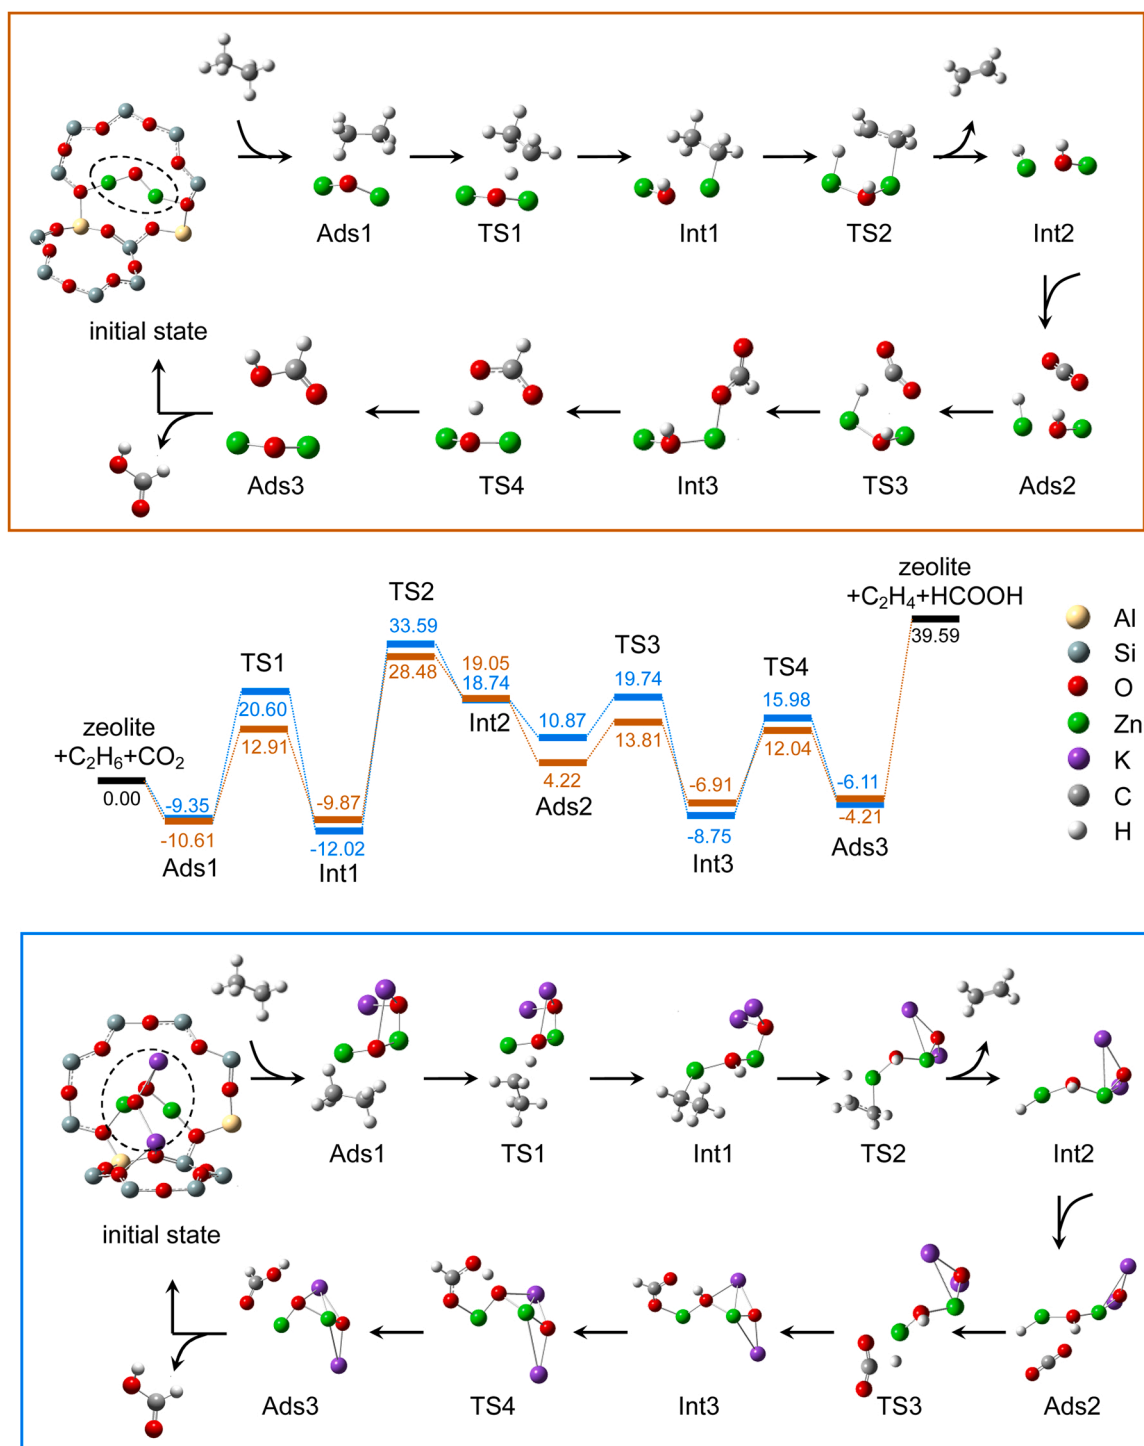 Ads1
TS1
Int1
TS2
Int2
initial state
Ads3
TS4
Int3
TS3
Ads2
zeolite
+C₂H₆+CO₂
0.00
-9.35
-10.61
Ads1
TS1
20.60
12.91
-9.87
-12.02
Int1
TS2
33.59
28.48
19.05
18.74
Int2
10.87
4.22
Ads2
TS3
19.74
13.81
-6.91
-8.75
Int3
TS4
15.98
12.04
-6.11
-4.21
Ads3
zeolite
+C₂H₄+HCOOH
39.59
Al
Si
O
Zn
K
C
H
Ads1
TS1
Int1
TS2
Int2
initial state
Ads3
TS4
Int3
TS3
Ads2